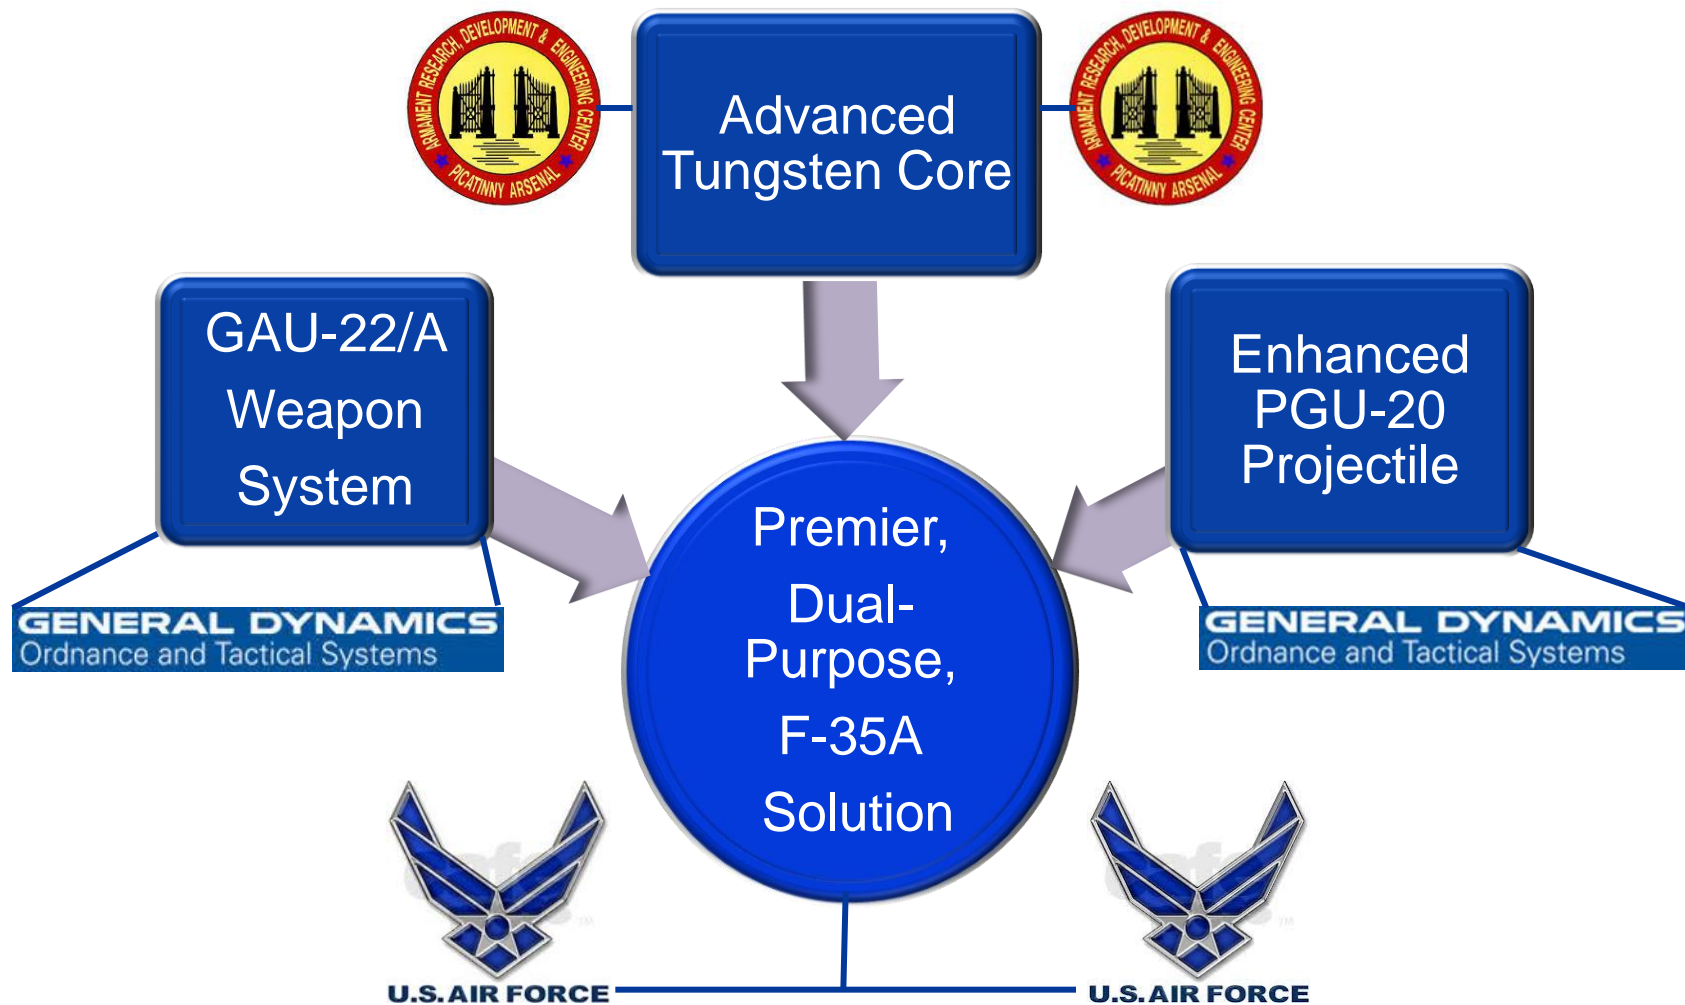 ARMAMENT RESEARCH, DEVELOPMENT & ENGINEERING CENTER
PICATINNY ARSENAL
Advanced
Tungsten Core
ARMAMENT RESEARCH, DEVELOPMENT & ENGINEERING CENTER
PICATINNY ARSENAL
GAU-22/A
Weapon
System
Enhanced
PGU-20
Projectile
GENERAL DYNAMICS
Ordnance and Tactical Systems
Premier,
Dual-
Purpose,
F-35A
Solution
GENERAL DYNAMICS
Ordnance and Tactical Systems
TM
U.S. AIR FORCE
TM
U.S. AIR FORCE